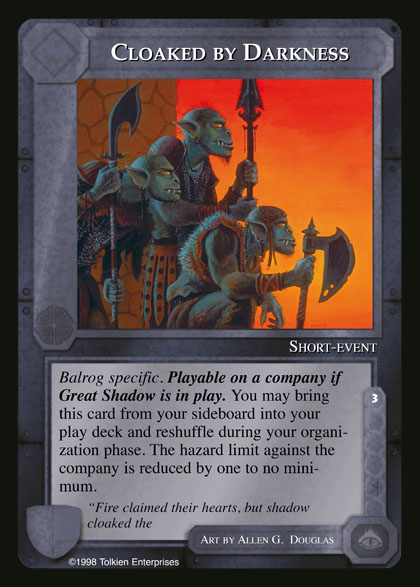 Cloaked by Darkness
Short-event
Balrog specific. Playable on a company if
Great Shadow is in play. You may bring
this card from your sideboard into your
play deck and reshuffle during your organi-
zation phase. The hazard limit against the
company is reduced by one to no mini-
mum.
3
“Fire claimed their hearts, but shadow
cloaked the
Art by Allen G. Douglas
©1998 Tolkien Enterprises